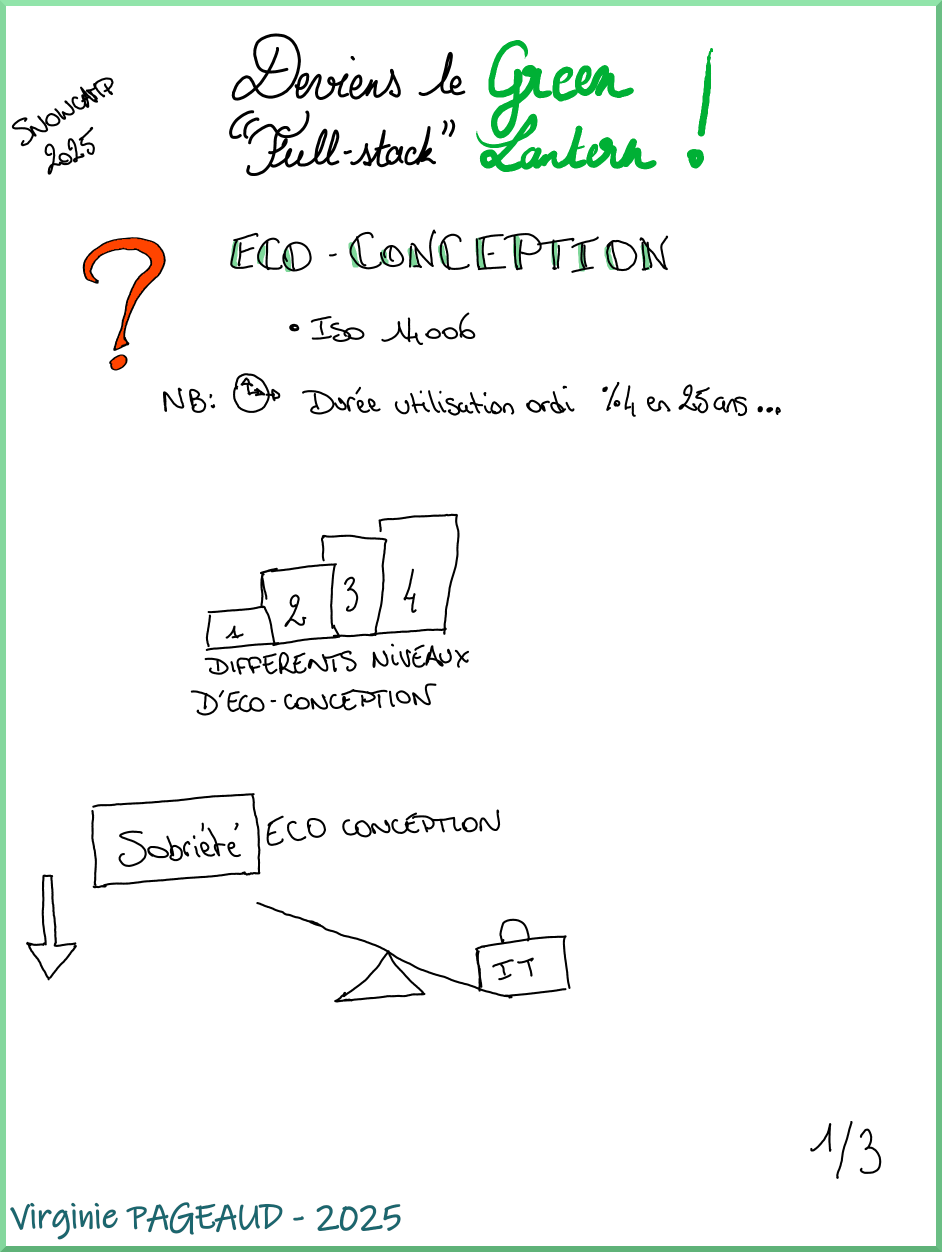 SNOWCAMP
2025
Deviens le Green
"Full-stack" Lantern !
?
ECO-CONCEPTION
• ISO 14006
NB: Durée utilisation ordi %4 en 25 ans...
1 2 3 4
DIFFERENTS NIVEAUX
D'ECO-CONCEPTION
Sobriété ECO CONCEPTION
IT
1/3
Virginie PAGEAUD - 2025